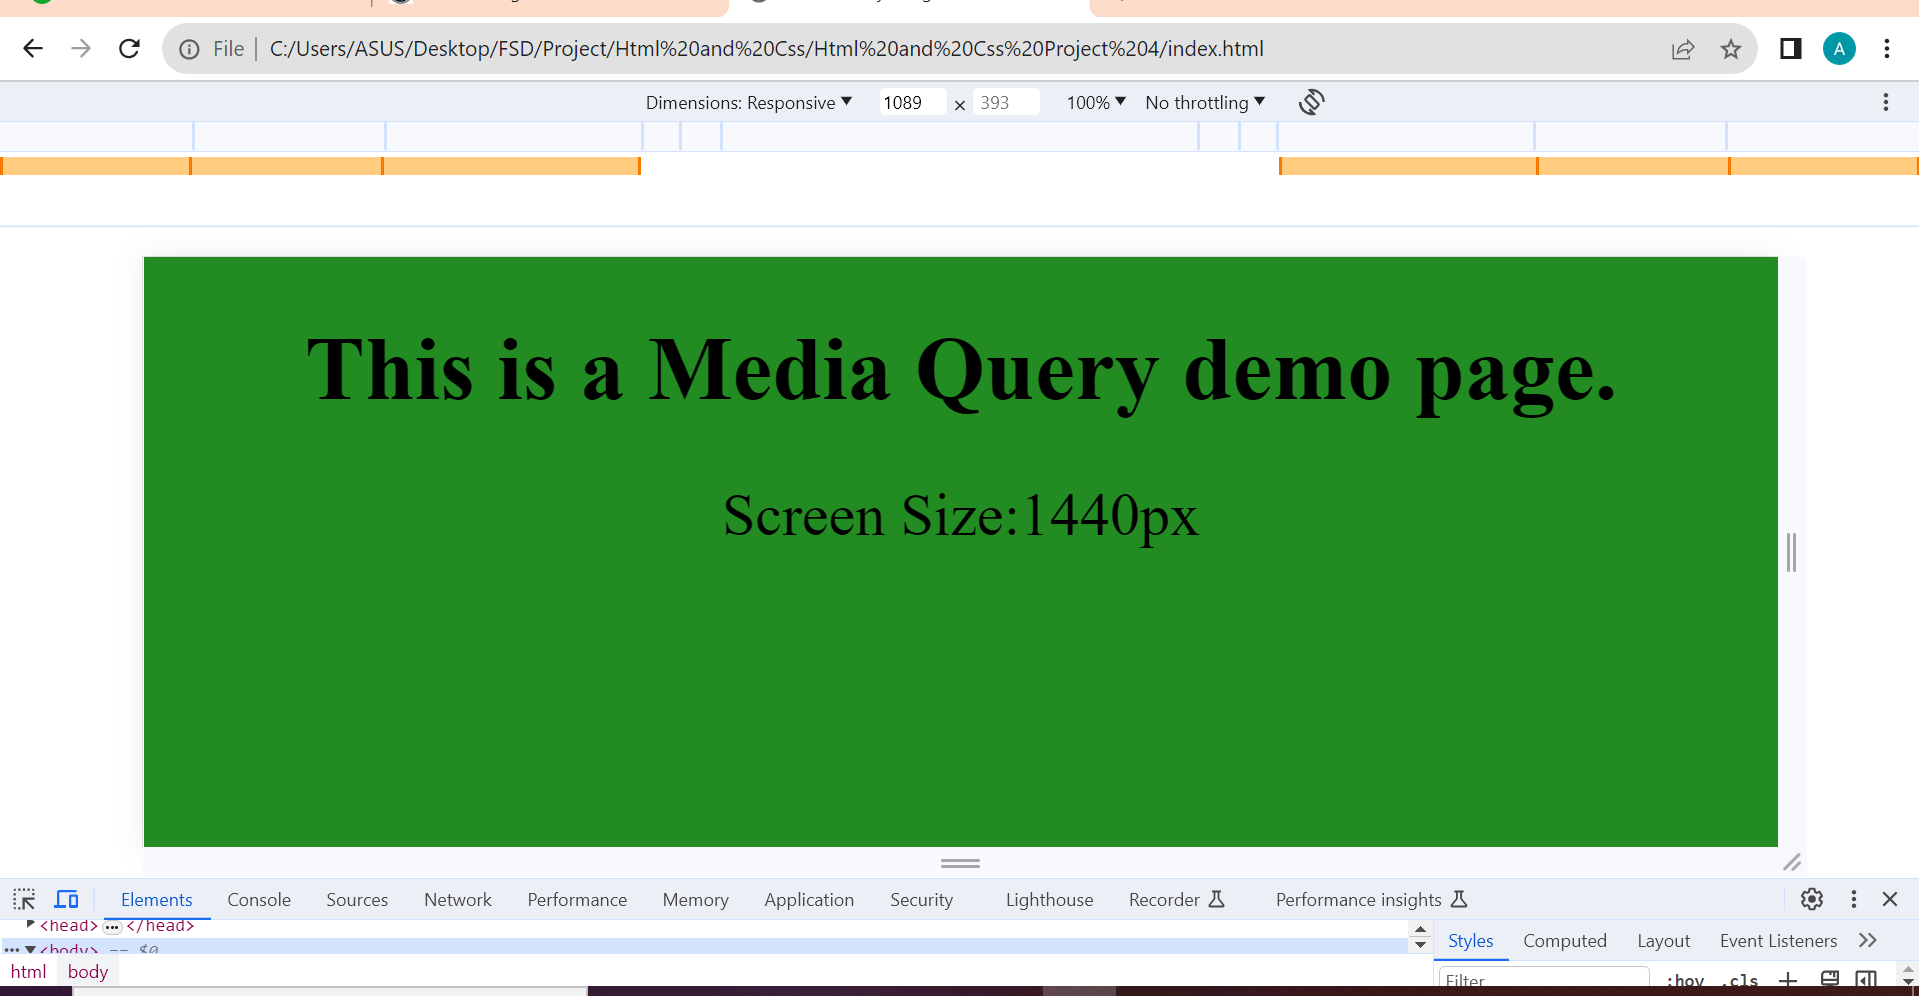 File C:/Users/ASUS/Desktop/FSD/Project/Html%20and%20Css/Html%20and%20Css%20Project%204/index.html
A
Dimensions: Responsive 1089 × 393 100% No throttling
This is a Media Query demo page.
Screen Size:1440px
Elements Console Sources Network Performance Memory Application Security Lighthouse Recorder Performance insights
<head> ... </head>
... <body> == $0
Styles Computed Layout Event Listeners
html body
Filter :hov .cls